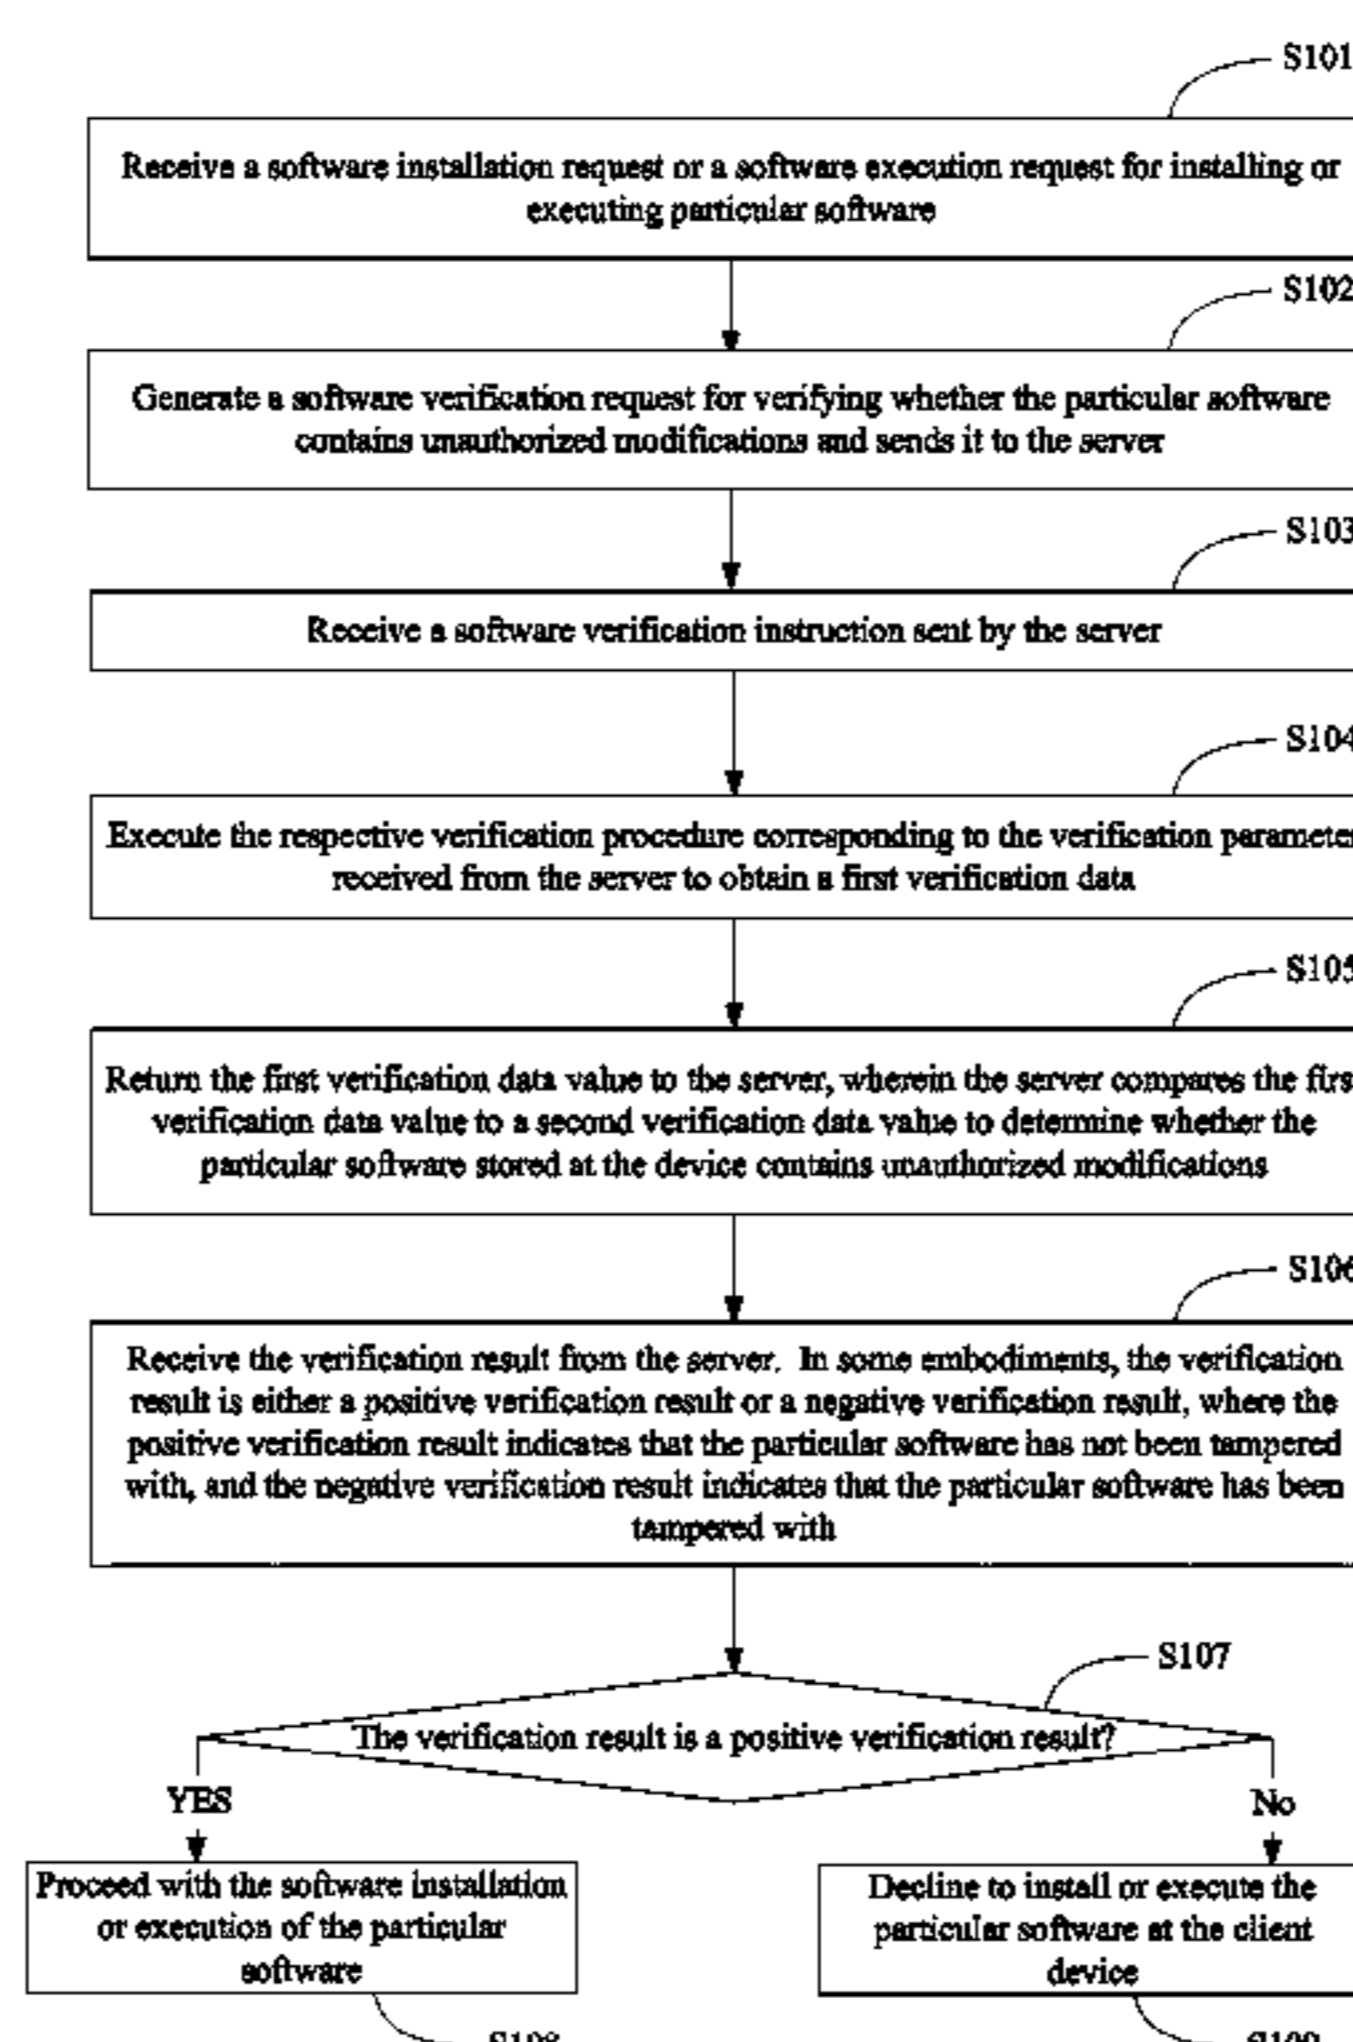 S101
Receive a software installation request or a software execution request for installing or
executing particular software
S102
Generate a software verification request for verifying whether the particular software
contains unauthorized modifications and sends it to the server
S103
Receive a software verification instruction sent by the server
S104
Execute the respective verification procedure corresponding to the verification parameter
received from the server to obtain a first verification data
S105
Return the first verification data value to the server, wherein the server compares the first
verification data value to a second verification data value to determine whether the
particular software stored at the device contains unauthorized modifications
S106
Receive the verification result from the server. In some embodiments, the verification
result is either a positive verification result or a negative verification result, where the
positive verification result indicates that the particular software has not been tampered
with, and the negative verification result indicates that the particular software has been
tampered with
S107
The verification result is a positive verification result?
YES
No
Proceed with the software installation
or execution of the particular
software
Decline to install or execute the
particular software at the client
device
S108
S109